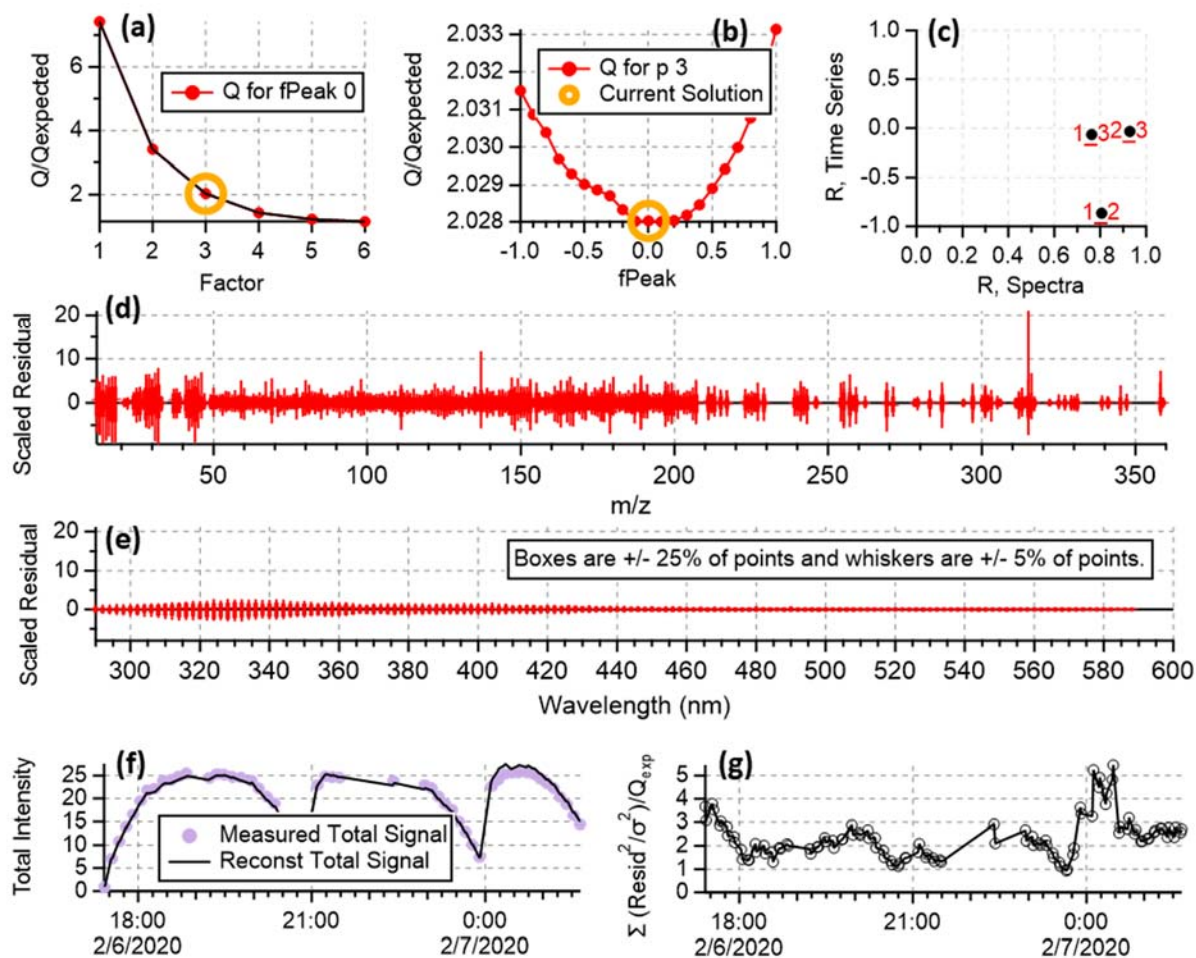 (a)
Q/Qexpected
6
4
2
Q for fPeak 0
1 2 3 4 5 6
Factor
(b)
Q/Qexpected
2.033
2.032
2.031
2.030
2.029
2.028
Q for p 3
Current Solution
-1.0 -0.5 0.0 0.5 1.0
fPeak
(c)
R, Time Series
1.0
0.5
0.0
-0.5
-1.0
1 3 2 3
1 2
0.0 0.2 0.4 0.6 0.8 1.0
R, Spectra
(d)
Scaled Residual
20
10
0
50 100 150 200 250 300 350
m/z
(e)
Scaled Residual
20
10
0
Boxes are +/- 25% of points and whiskers are +/- 5% of points.
300 320 340 360 380 400 420 440 460 480 500 520 540 560 580 600
Wavelength (nm)
(f)
Total Intensity
25
20
15
10
5
0
Measured Total Signal
Reconst Total Signal
18:00 21:00 0:00
2/6/2020 2/7/2020
(g)
Σ (Resid²/σ²)/Qexp
5
4
3
2
1
0
18:00 21:00 0:00
2/6/2020 2/7/2020